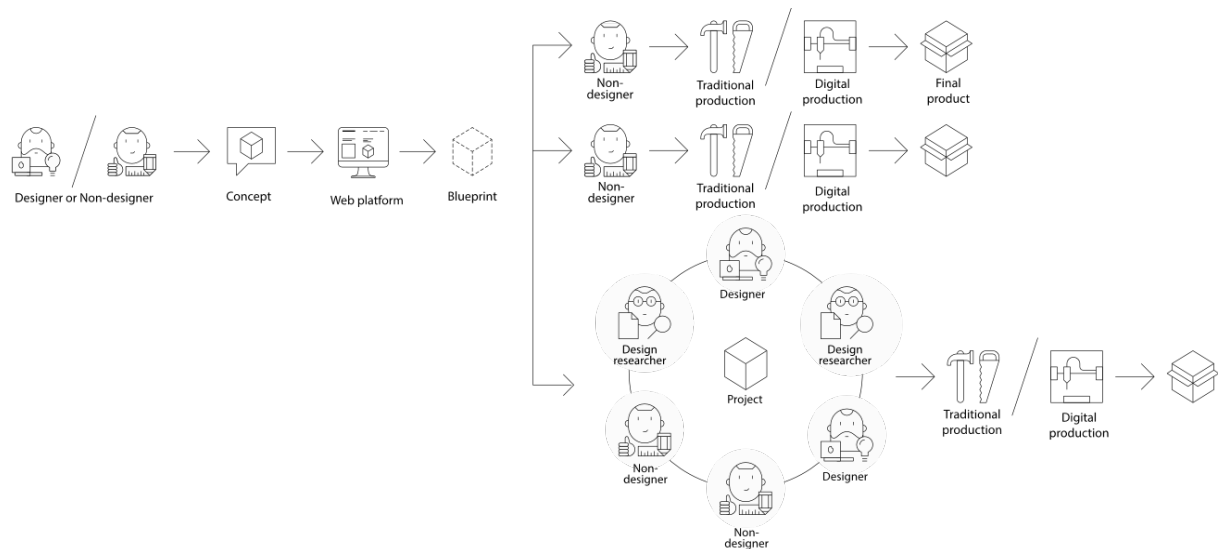 Designer or Non-designer
Concept
Web platform
Blueprint
Non-
designer
Traditional
production
Digital
production
Final
product
Non-
designer
Traditional
production
Digital
production
Designer
Design
researcher
Design
researcher
Project
Non-
designer
Designer
Non-
designer
Traditional
production
Digital
production